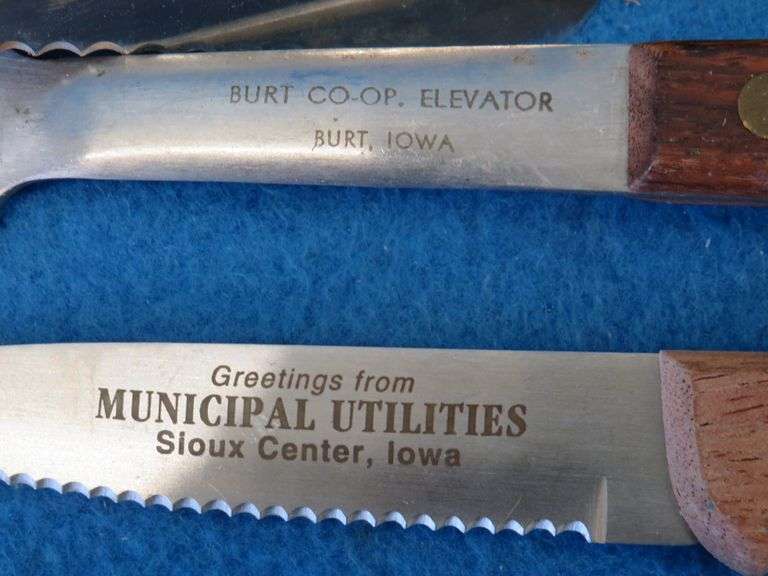 BURT CO-OP. ELEVATOR
BURT, IOWA
Greetings from
MUNICIPAL UTILITIES
Sioux Center, Iowa